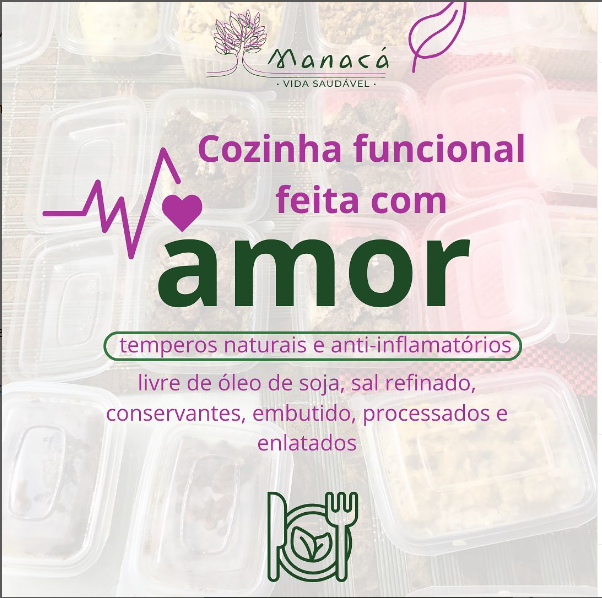 Manacá
· VIDA SAUDÁVEL ·
Cozinha funcional
feita com
amor
temperos naturais e anti-inflamatórios
livre de óleo de soja, sal refinado,
conservantes, embutido, processados e
enlatados